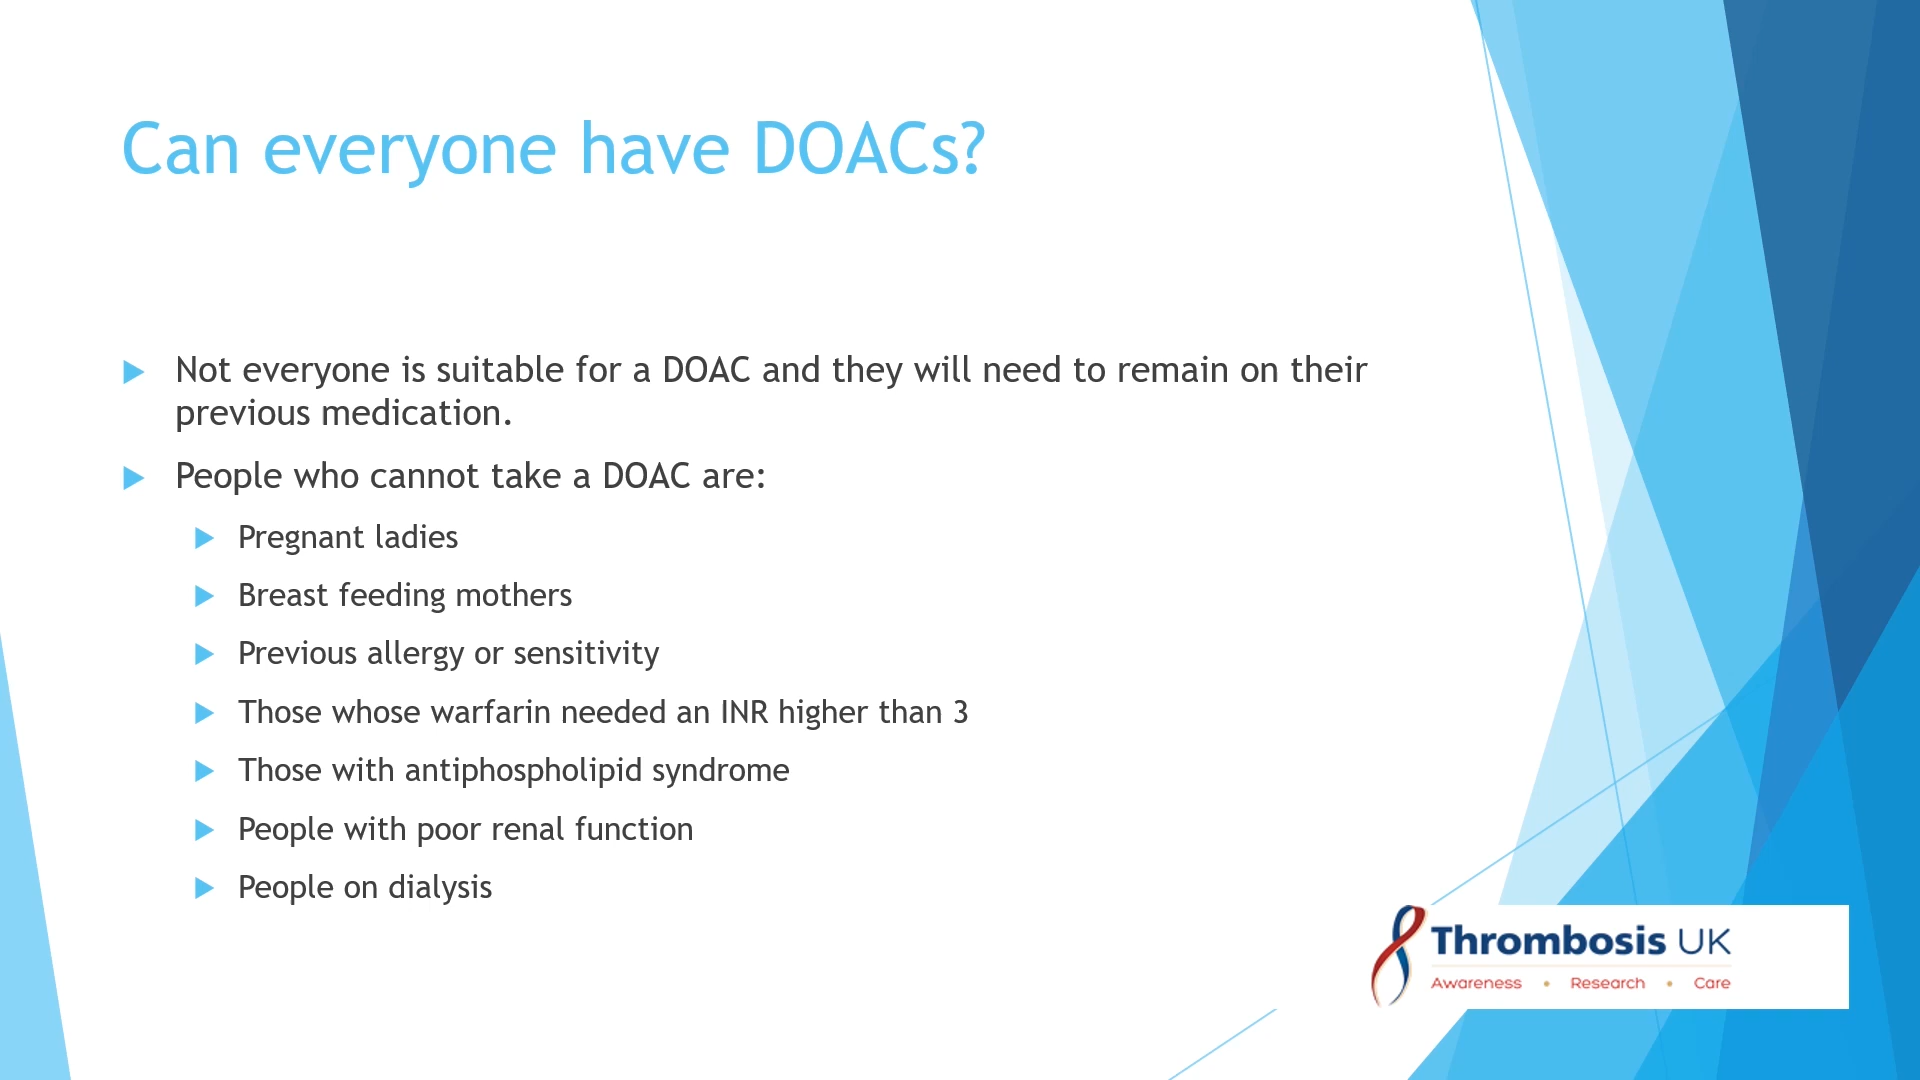 Can everyone have DOACs?
Not everyone is suitable for a DOAC and they will need to remain on their
previous medication.
People who cannot take a DOAC are:
Pregnant ladies
Breast feeding mothers
Previous allergy or sensitivity
Those whose warfarin needed an INR higher than 3
Those with antiphospholipid syndrome
People with poor renal function
People on dialysis
Thrombosis UK
Awareness • Research • Care